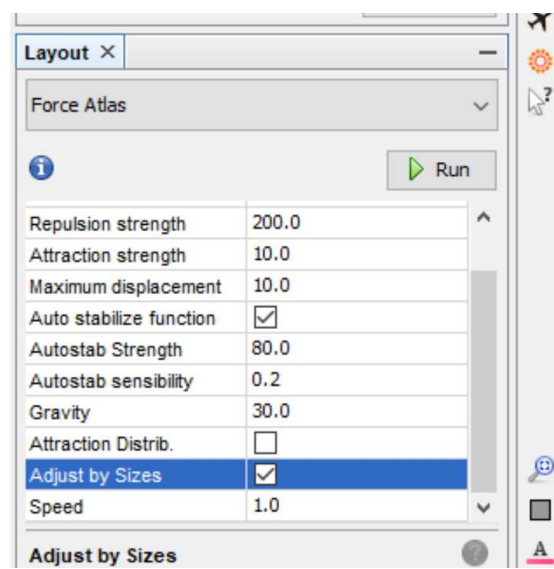 Layout
Force Atlas
Run
Repulsion strength 200.0
Attraction strength 10.0
Maximum displacement 10.0
Auto stabilize function
Autostab Strength 80.0
Autostab sensibility 0.2
Gravity 30.0
Attraction Distrib.
Adjust by Sizes
Speed 1.0
Adjust by Sizes
A